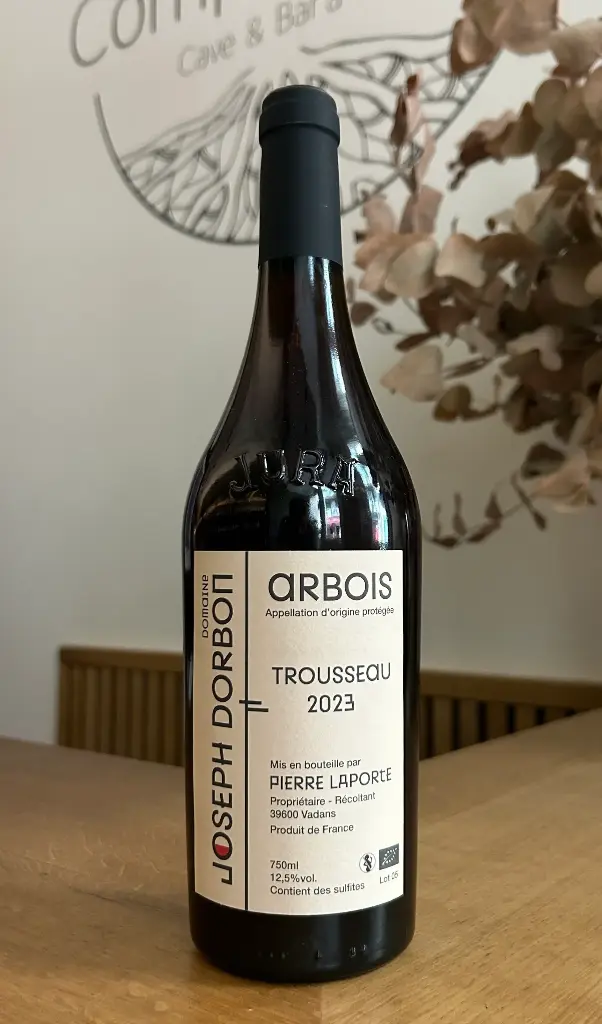 Cave & Bar à
JURA
DOMAINE
JOSEPH DORBON
ARBOIS
Appellation d'origine protégée
TROUSSEAU
2023
Mis en bouteille par
PIERRE LAPORTE
Propriétaire - Récoltant
39600 Vadans
Produit de France
750ml
12,5%vol.
Contient des sulfites
Lot 05